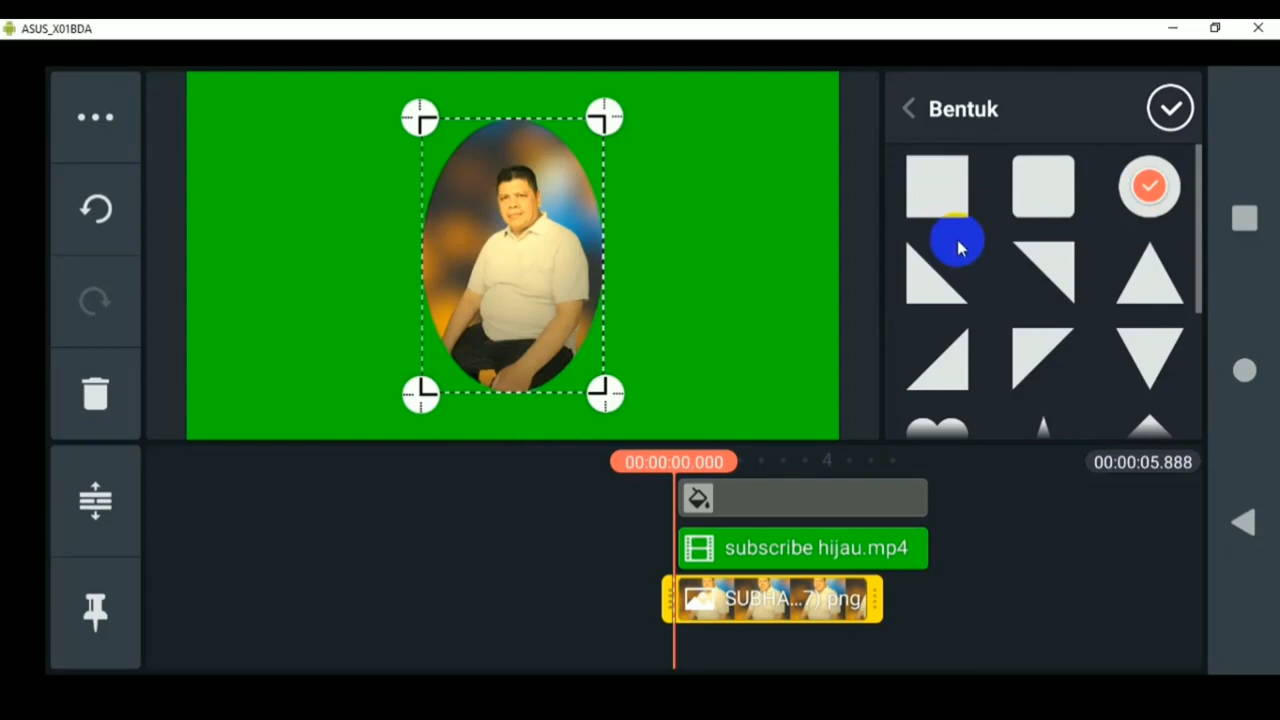 ASUS_X01BDA
Bentuk
00:00:00.000
4
00:00:05.888
subscribe hijau.mp4
SUBHA...7).png